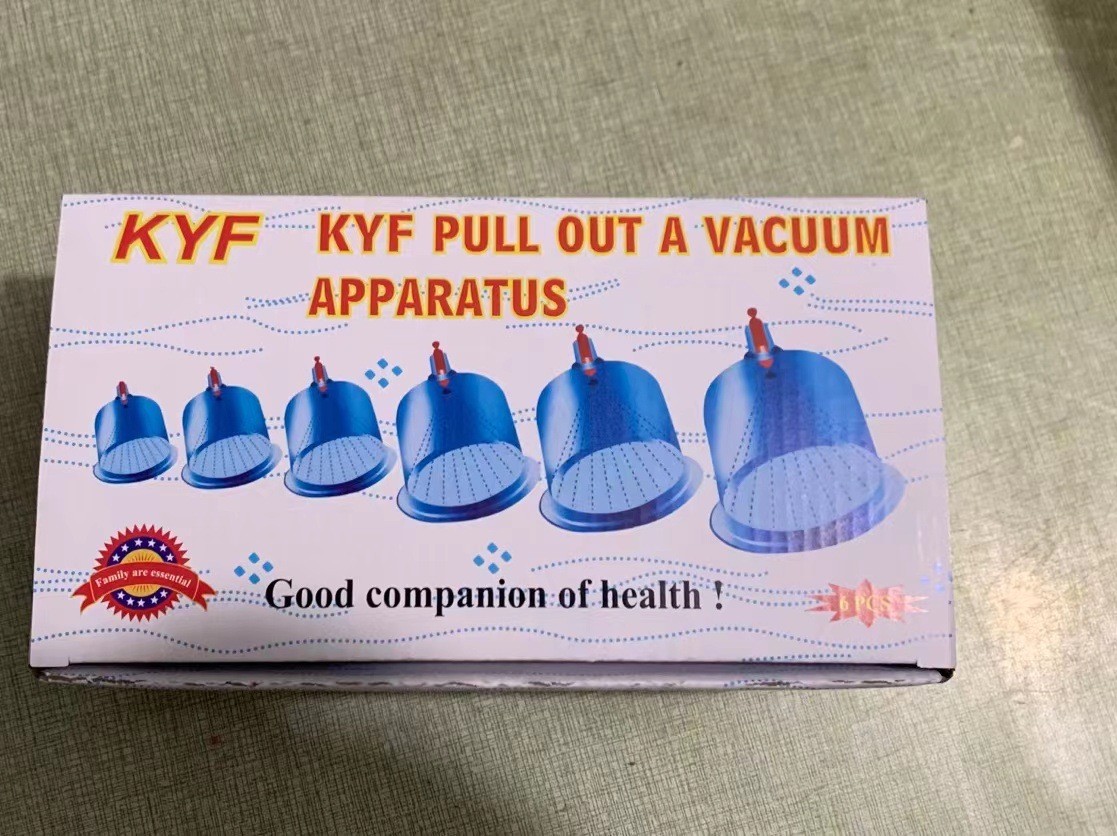 KYF
KYF PULL OUT A VACUUM
APPARATUS
Family are essential
Good companion of health !
6 PCS